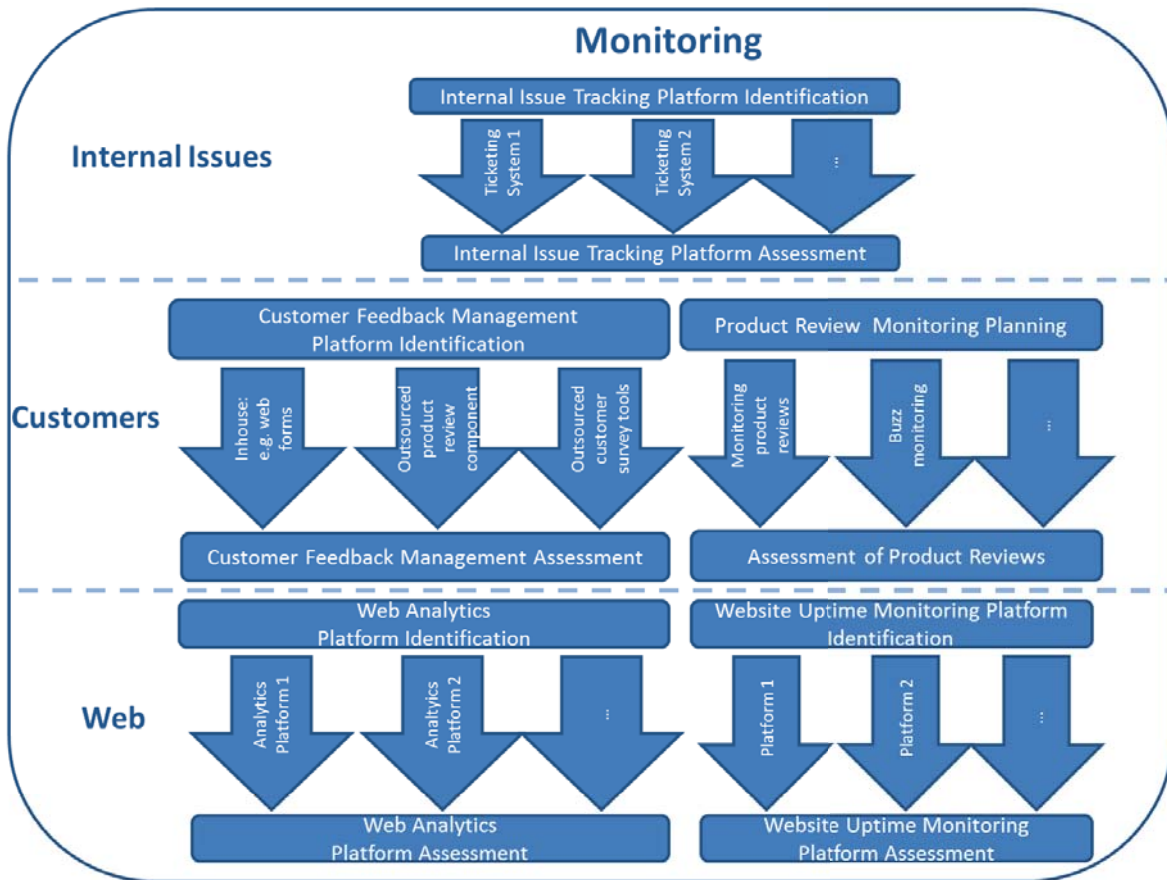 Monitoring
Internal Issues
Internal Issue Tracking Platform Identification
Ticketing
System 1
Ticketing
System 2
...
Internal Issue Tracking Platform Assessment
Customers
Customer Feedback Management
Platform Identification
Inhouse:
e.g. web
forms
Outsourced
product
review
component
Outsourced
customer
survey tools
Customer Feedback Management Assessment
Product Review Monitoring Planning
Monitoring
product
reviews
Buzz
monitoring
...
Assessment of Product Reviews
Web
Web Analytics
Platform Identification
Analytics
Platform 1
Analtyics
Platform 2
...
Web Analytics
Platform Assessment
Website Uptime Monitoring Platform
Identification
Platform 1
Platform 2
...
Website Uptime Monitoring
Platform Assessment